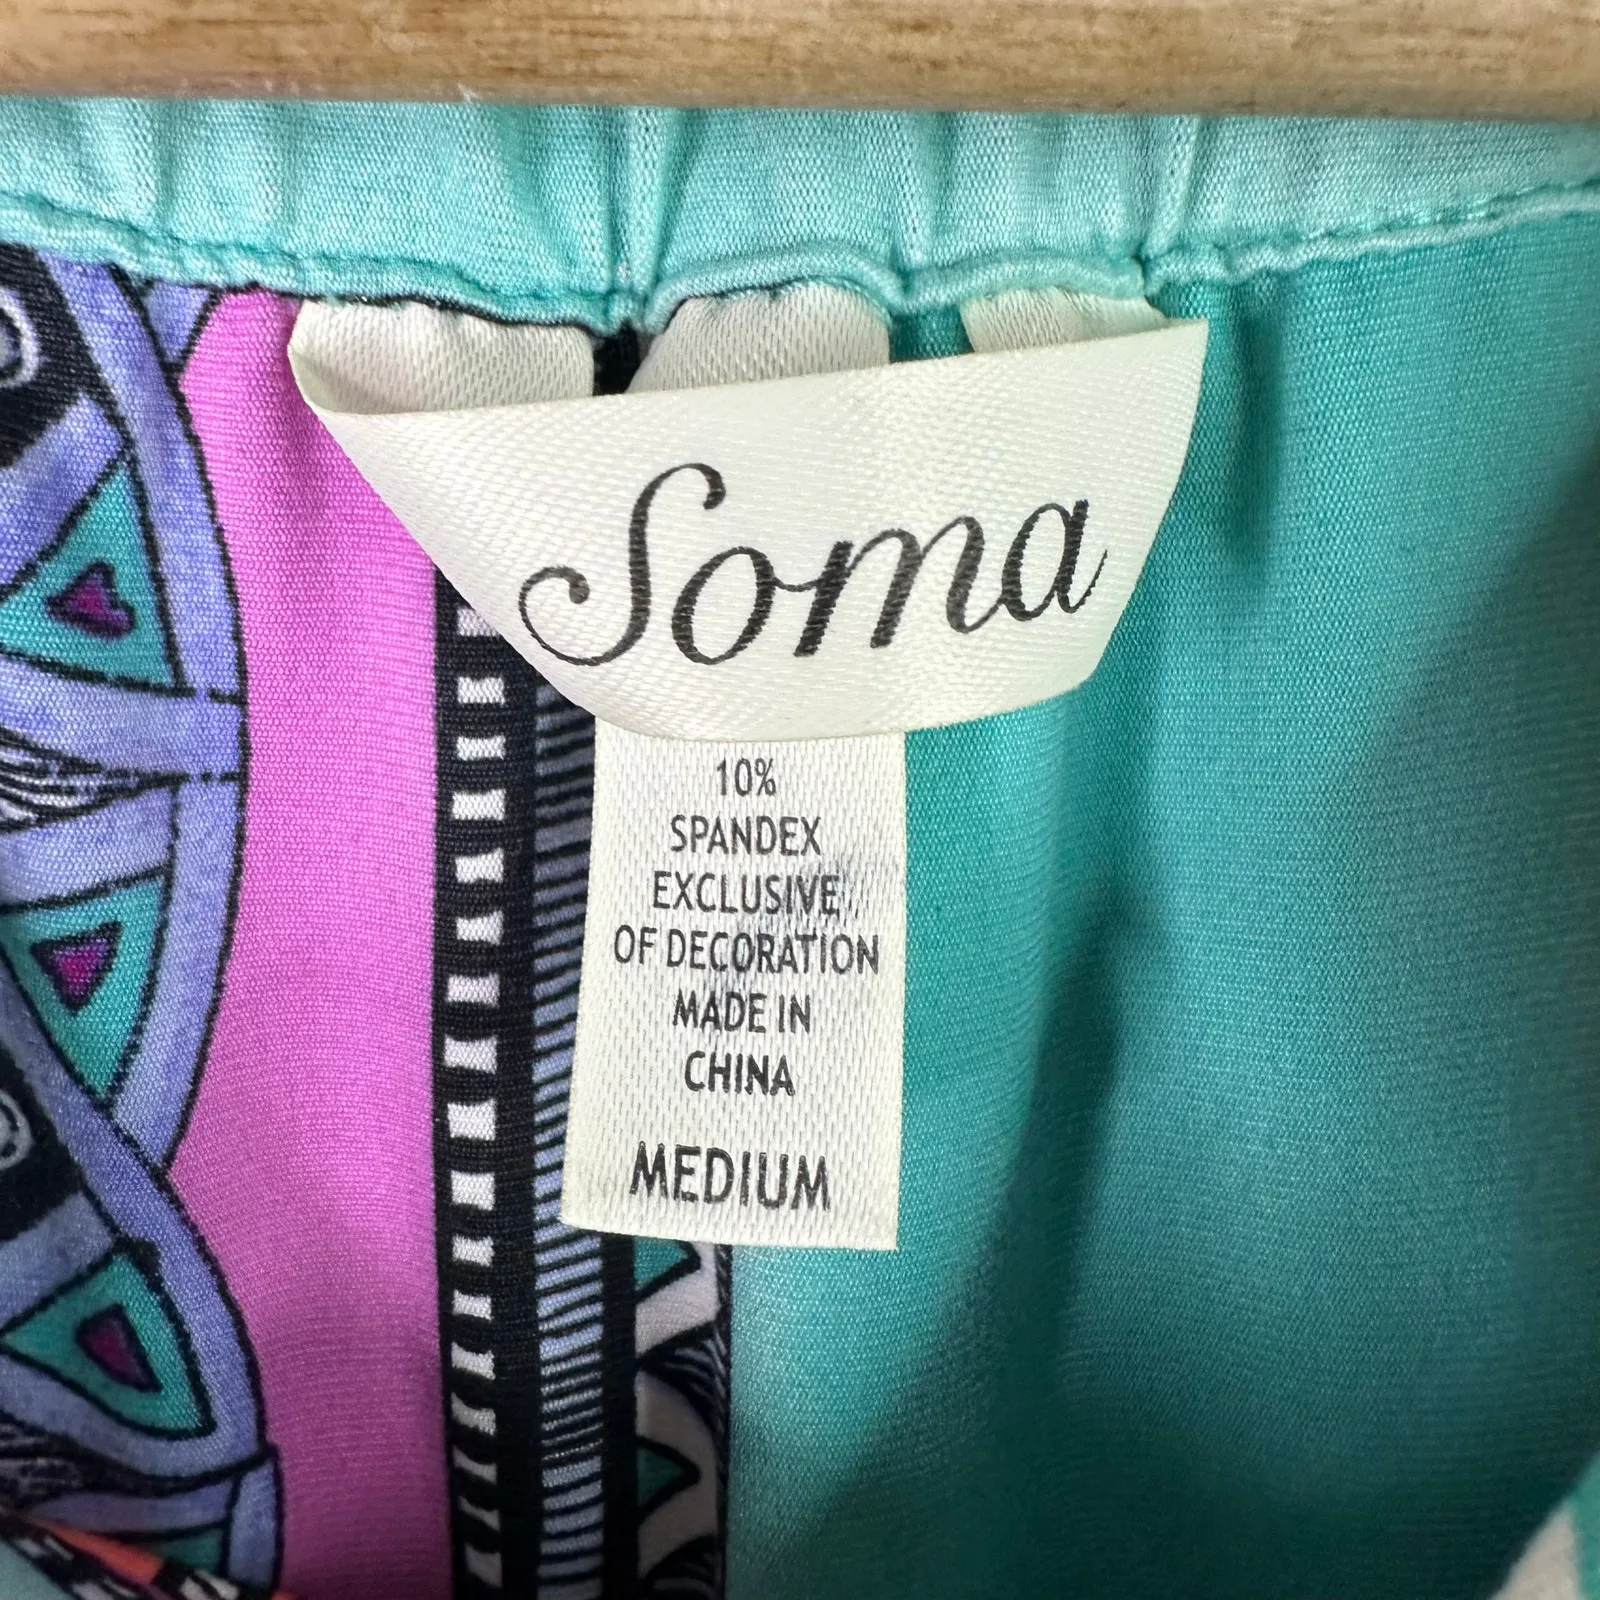 Soma
10%
SPANDEX
EXCLUSIVE
OF DECORATION
MADE IN
CHINA
MEDIUM